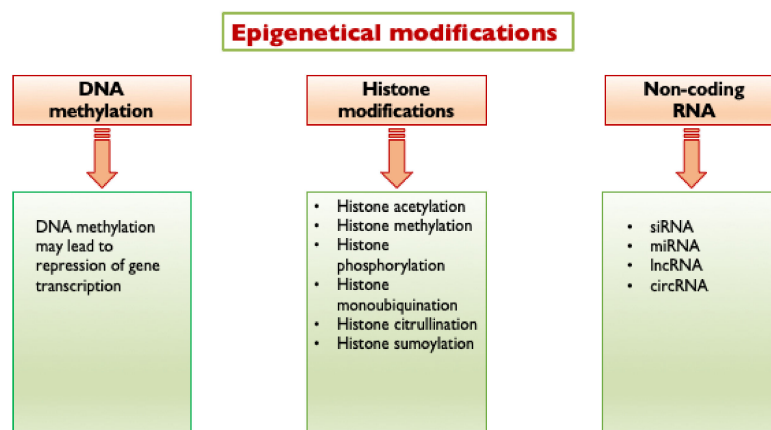 Epigenetical modifications
DNA
methylation
Histone
modifications
Non-coding
RNA
DNA methylation
may lead to
repression of gene
transcription
• Histone acetylation
• Histone methylation
• Histone
phosphorylation
• Histone
monoubiquination
• Histone citrullination
• Histone sumoylation
• siRNA
• miRNA
• lncRNA
• circRNA